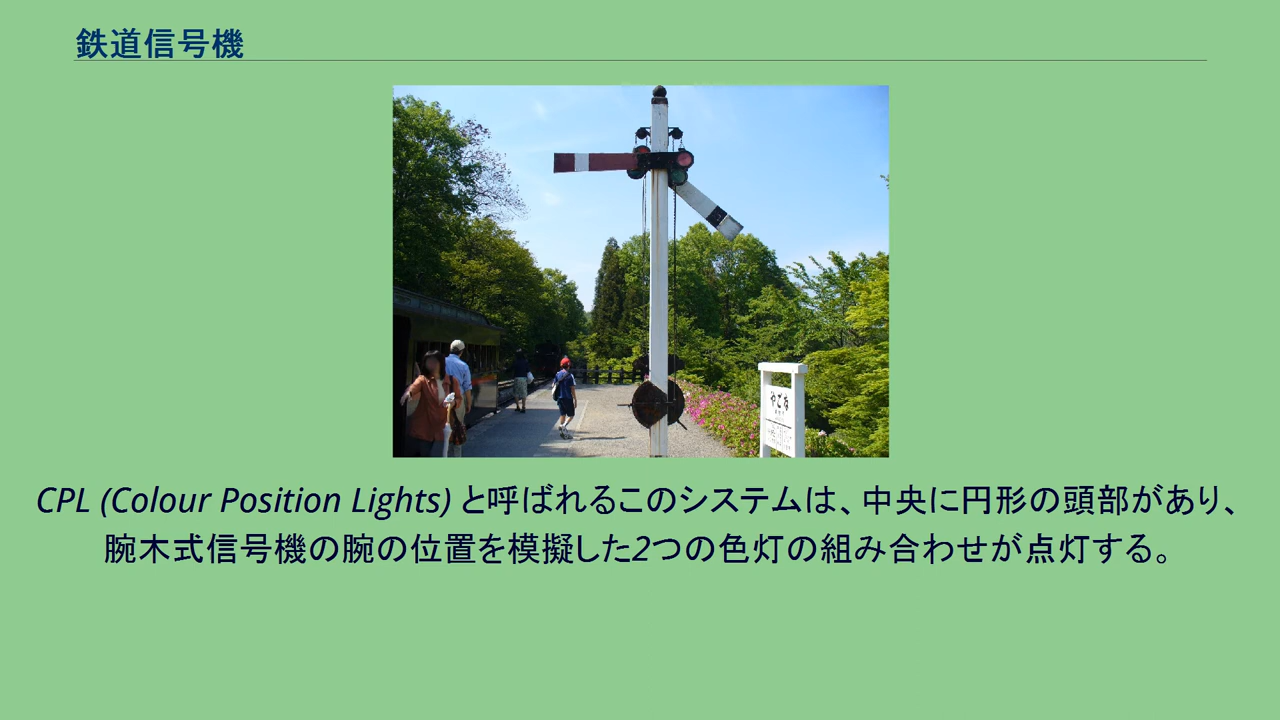 鉄道信号機
やごと
CPL (Colour Position Lights) と呼ばれるこのシステムは、中央に円形の頭部があり、
腕木式信号機の腕の位置を模擬した2つの色灯の組み合わせが点灯する。